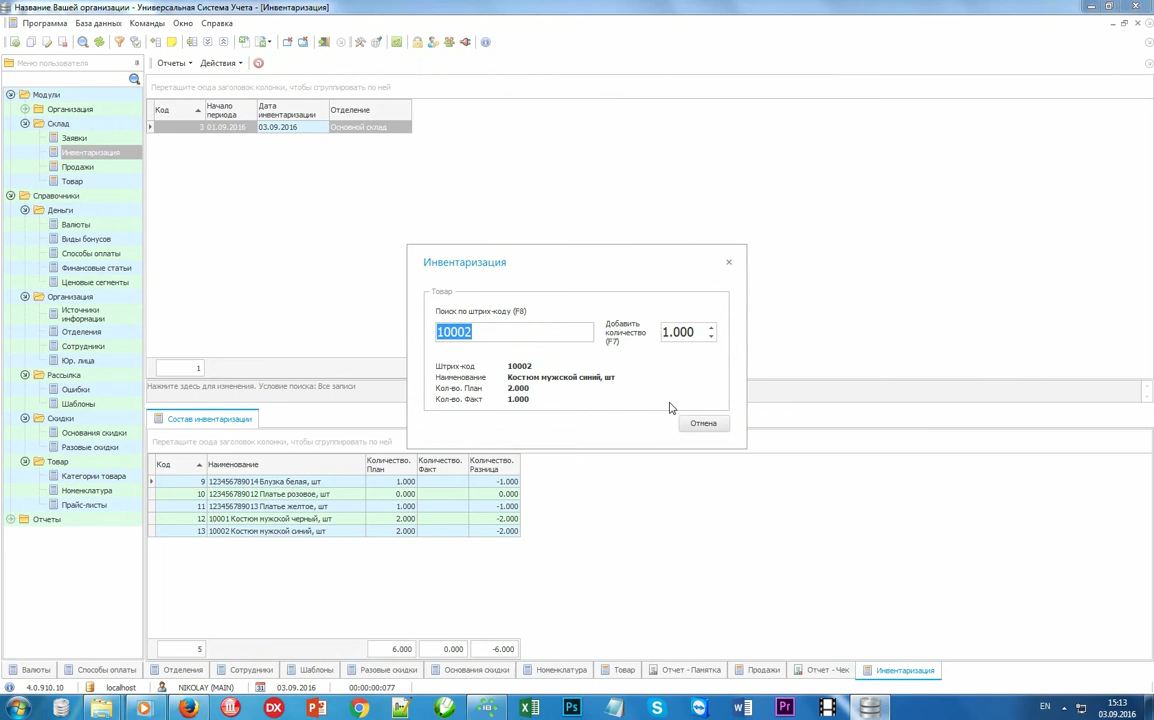 Название Вашей организации - Универсальная Система Учета - [Инвентаризация]
Программа База данных Команды Окно Справка
Меню пользователя
Отчеты Действия
Модули
Организация
Склад
Заявки
Инвентаризация
Продажи
Товар
Справочники
Деньги
Валюты
Виды бонусов
Способы оплаты
Финансовые статьи
Ценовые сегменты
Организация
Источники
информации
Отделения
Сотрудники
Юр. лица
Рассылка
Ошибки
Шаблоны
Скидки
Основания скидки
Разовые скидки
Товар
Категории товара
Номенклатура
Прайс-листы
Отчеты
Перетащите сюда заголовок колонки, чтобы сгруппировать по ней
Код Начало периода Дата инвентаризации Отделение
3 01.09.2016 03.09.2016 Основной склад
1
Нажмите здесь для изменения. Условие поиска: Все записи
Инвентаризация
Товар
Поиск по штрих-коду (F8)
10002
Добавить
количество
(F7)
1.000
Штрих-код 10002
Наименование Костюм мужской синий, шт
Кол-во. План 2.000
Кол-во. Факт 1.000
Отмена
Состав инвентаризации
Перетащите сюда заголовок колонки, чтобы сгруппировать по ней
Код Наименование Количество. План Количество. Факт Количество. Разница
9 123456789014 Блузка белая, шт 1.000 -1.000
10 123456789012 Платье розовое, шт 0.000 0.000
11 123456789013 Платье желтое, шт 1.000 -1.000
12 10001 Костюм мужской черный, шт 2.000 -2.000
13 10002 Костюм мужской синий, шт 2.000 -2.000
5 6.000 0.000 -6.000
Валюты Способы оплаты Отделения Сотрудники Шаблоны Разовые скидки Основания скидки Номенклатура Товар Отчет - Памятка Продажи Отчет - Чек Инвентаризация
4.0.910.10 localhost NIKOLAY (MAIN) 31 03.09.2016 00:00:00:077
EN 15:13
03.09.2016